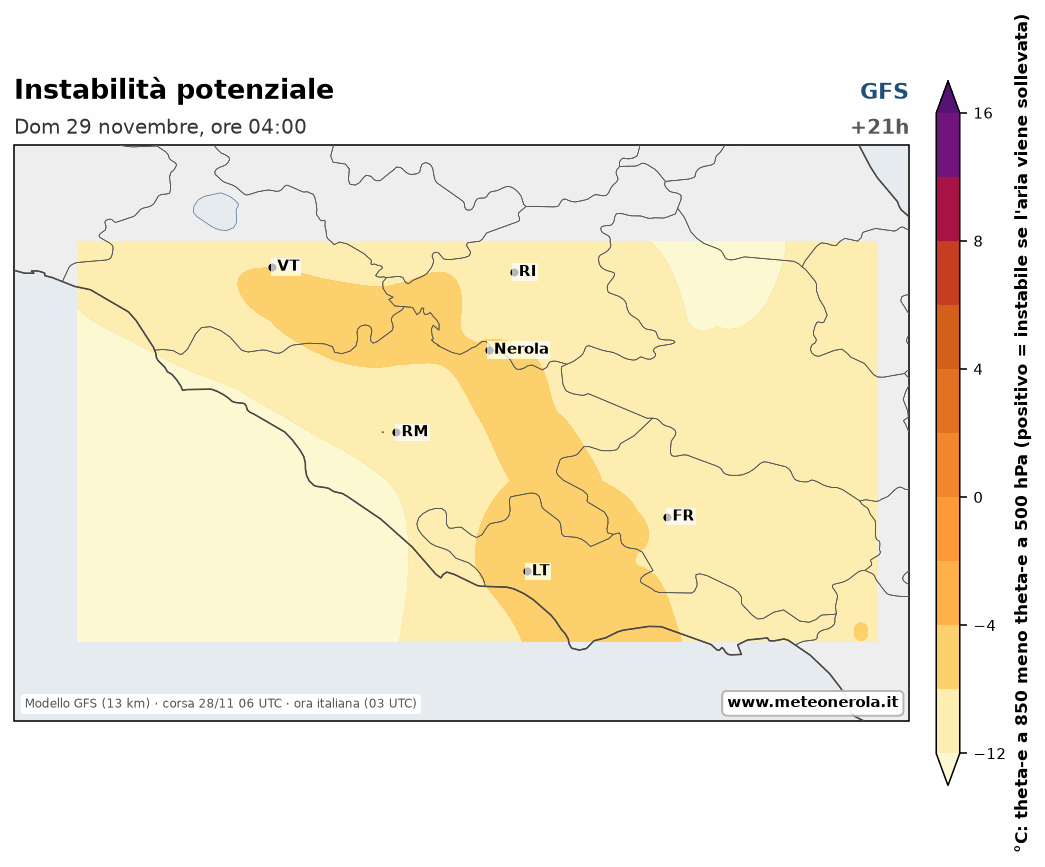 Instabilità potenziale
GFS
Dom 29 novembre, ore 04:00
+21h
VT
RI
Nerola
RM
FR
LT
Modello GFS (13 km) · corsa 28/11 06 UTC · ora italiana (03 UTC)
www.meteonerola.it
16
8
4
0
−4
−12
°C: theta-e a 850 meno theta-e a 500 hPa (positivo = instabile se l'aria viene sollevata)